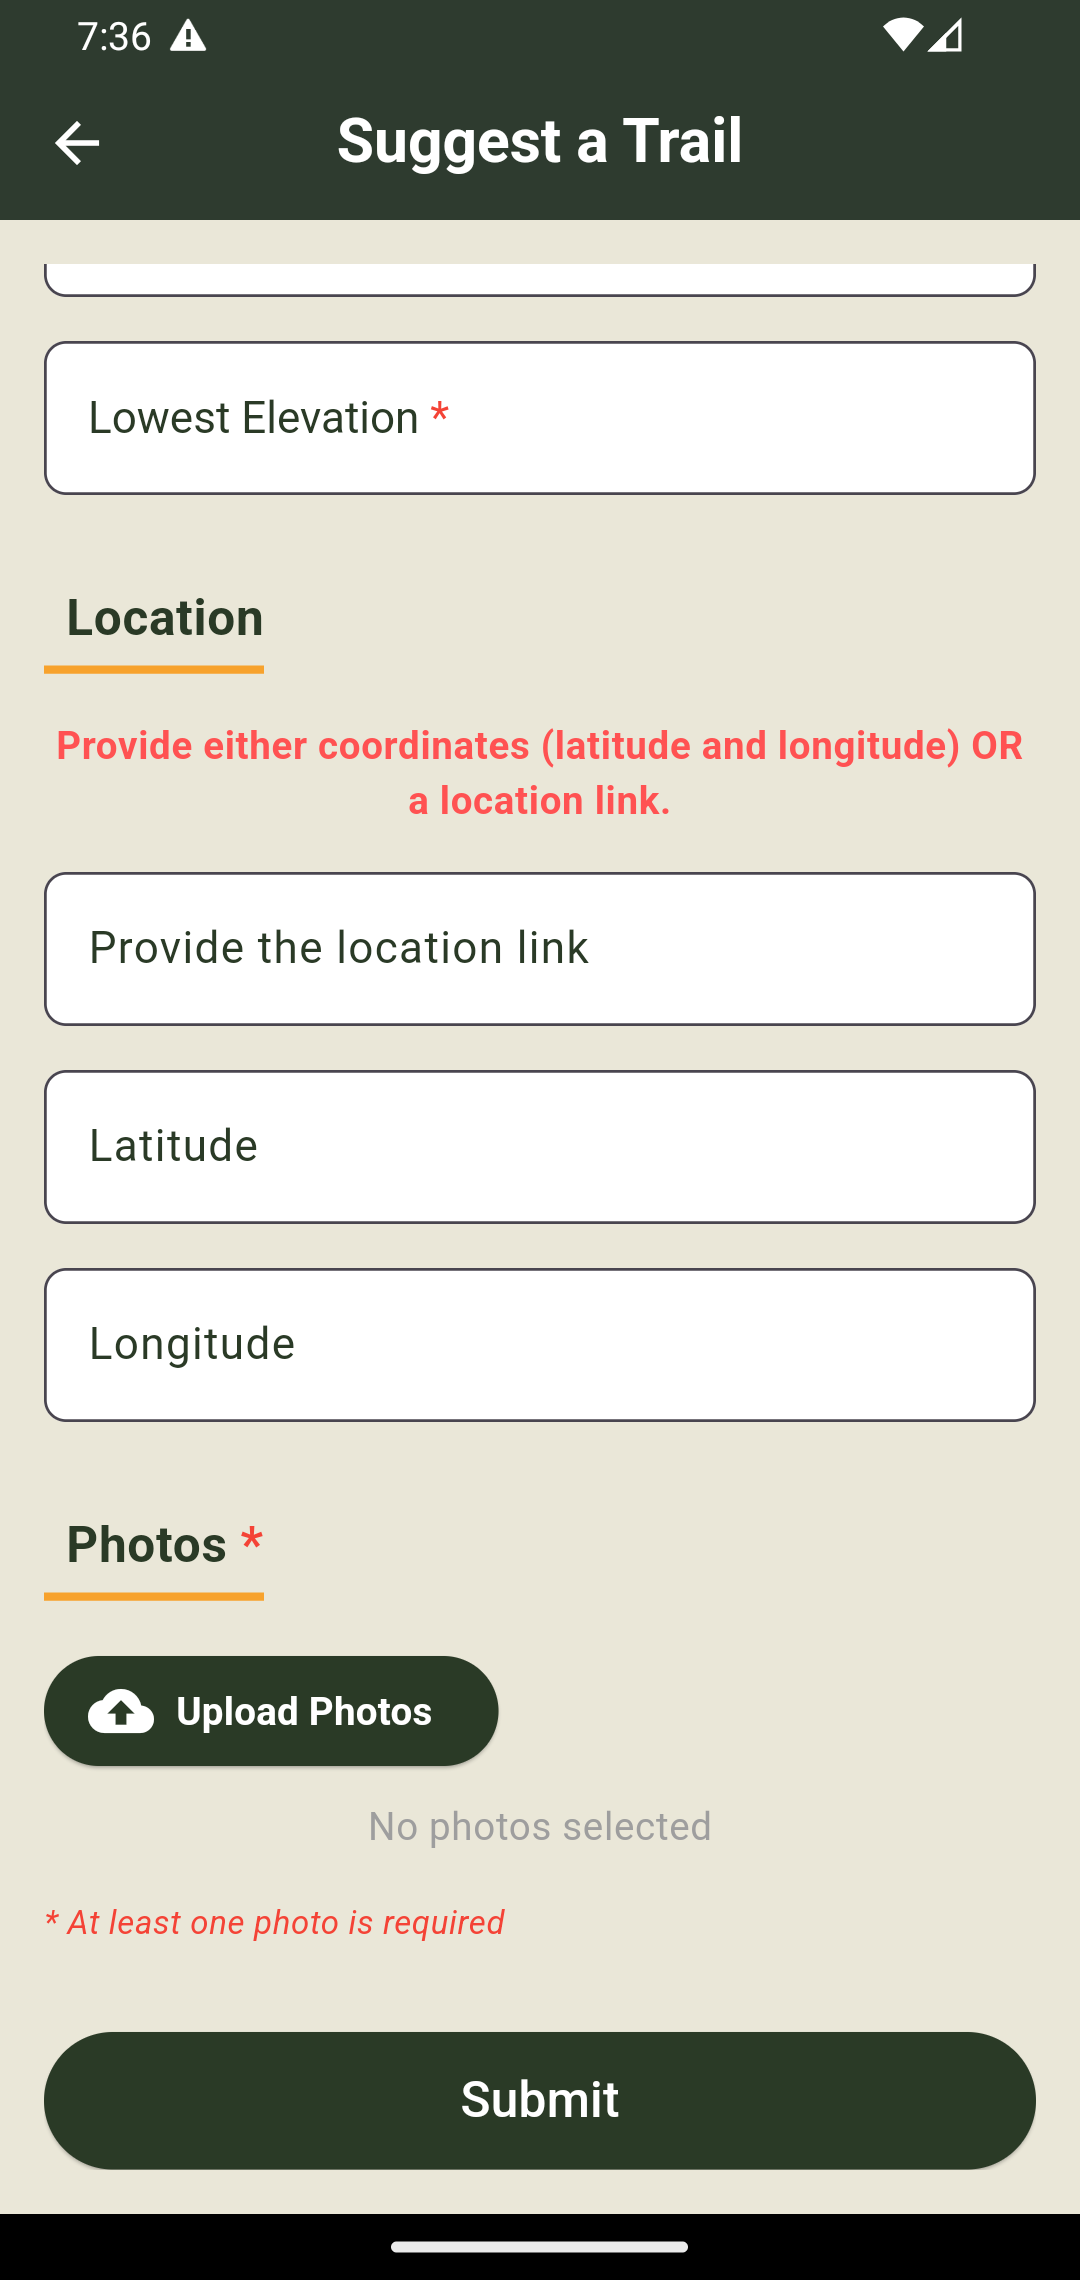 7:36
Suggest a Trail
Lowest Elevation *
Location
Provide either coordinates (latitude and longitude) OR
a location link.
Provide the location link
Latitude
Longitude
Photos *
Upload Photos
No photos selected
* At least one photo is required
Submit